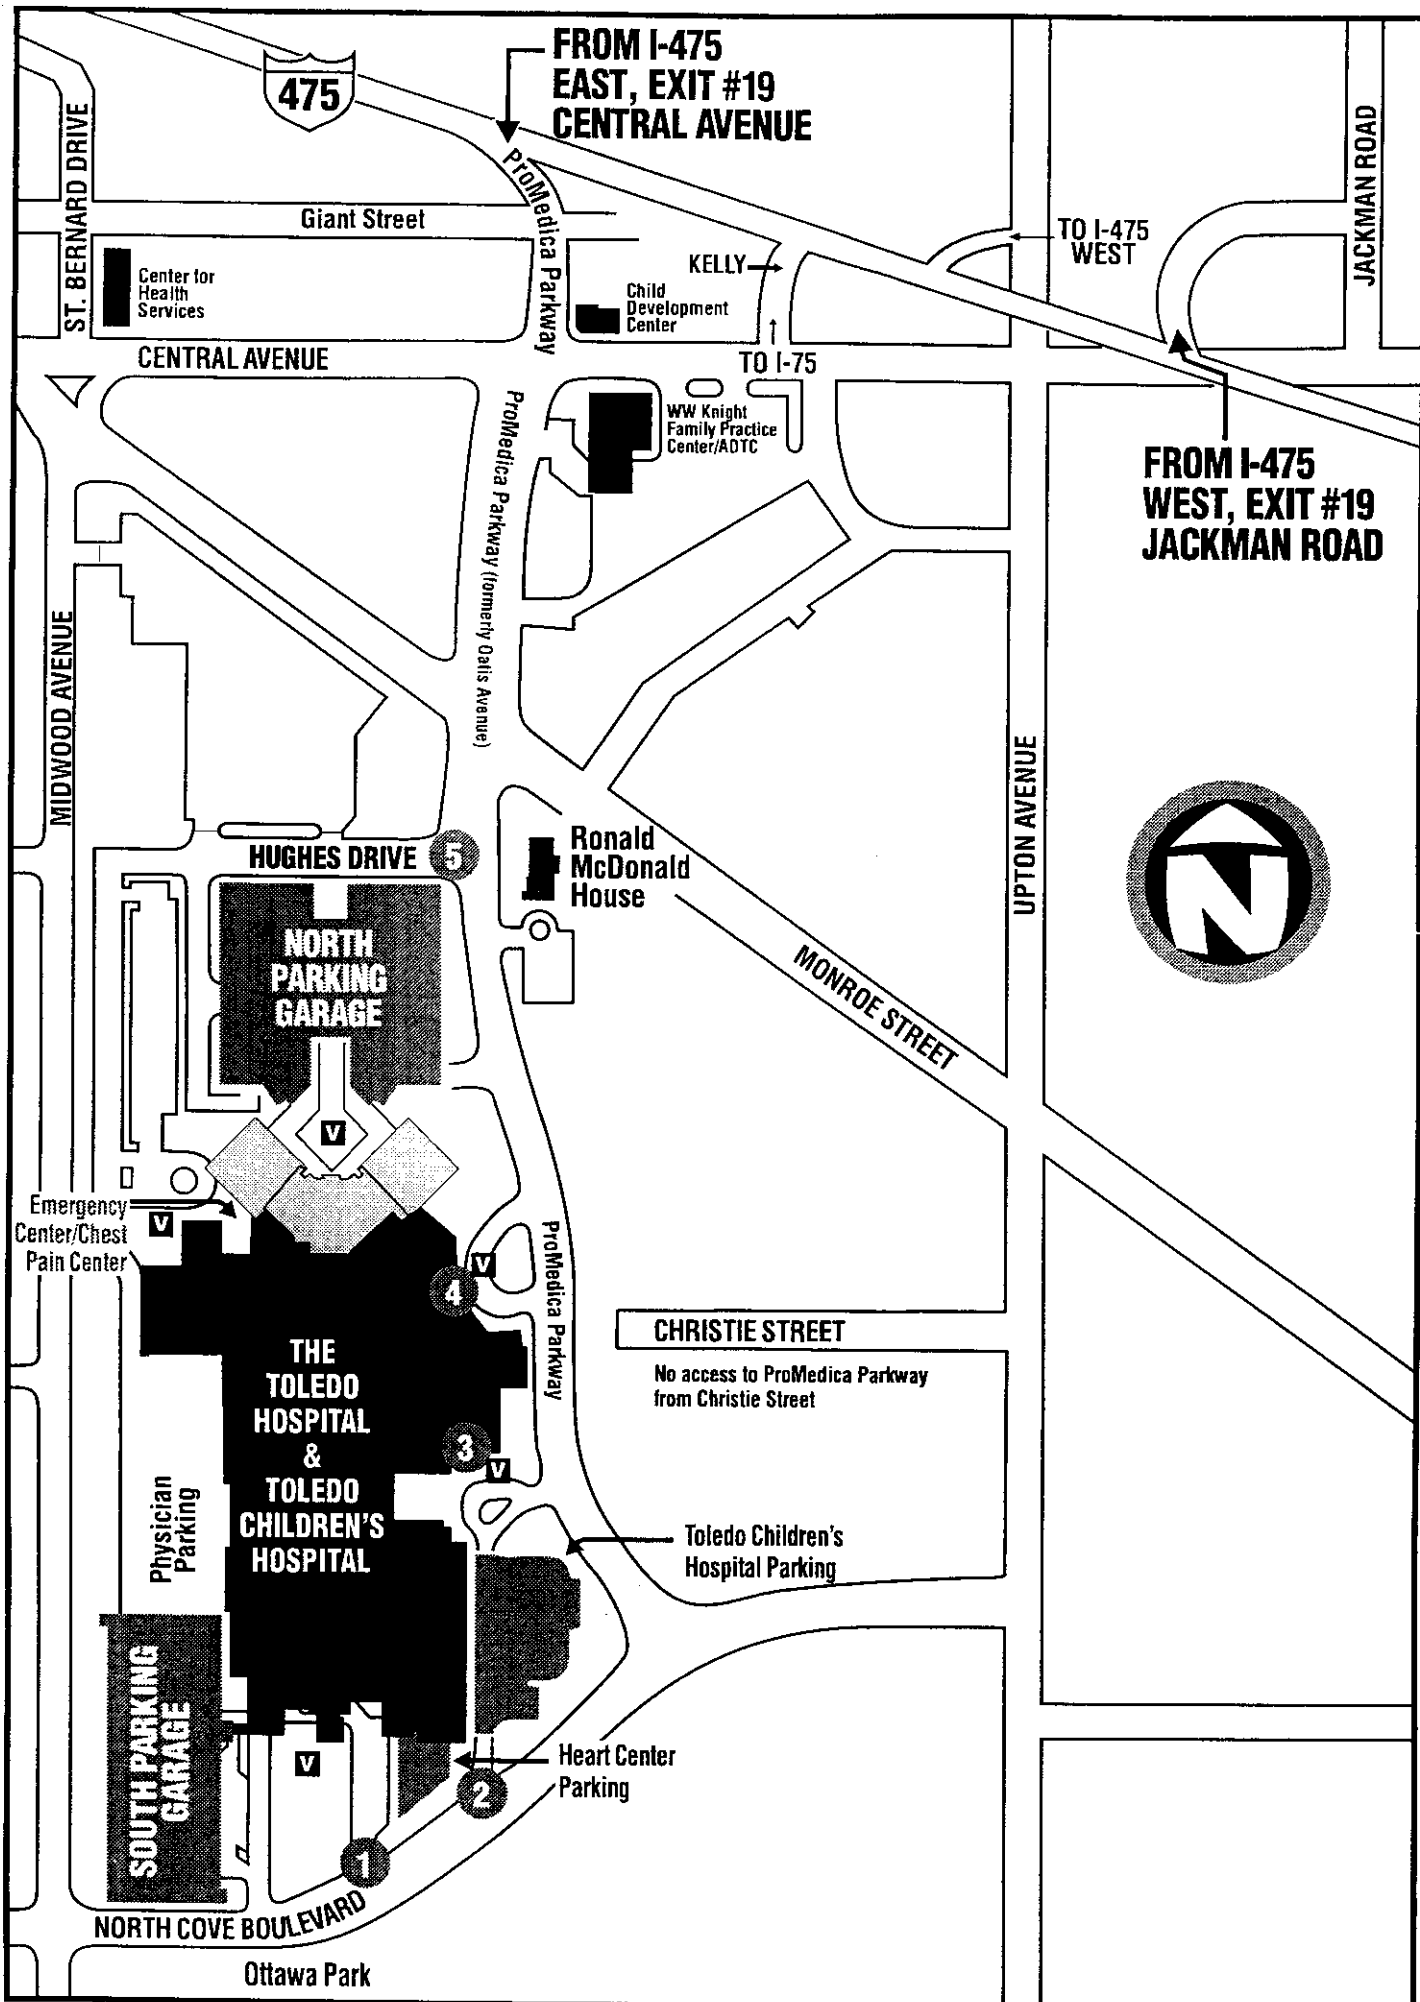 FROM I-475
EAST, EXIT #19
CENTRAL AVENUE
475
ST. BERNARD DRIVE
ProMedica Parkway
Giant Street
JACKMAN ROAD
TO I-475
WEST
KELLY
Center for
Health
Services
Child
Development
Center
CENTRAL AVENUE
TO I-75
WW Knight
Family Practice
Center/ADTC
ProMedica Parkway (formerly Oatis Avenue)
FROM I-475
WEST, EXIT #19
JACKMAN ROAD
MIDWOOD AVENUE
UPTON AVENUE
HUGHES DRIVE
5
Ronald
McDonald
House
N
NORTH
PARKING
GARAGE
MONROE STREET
V
Emergency
Center/Chest
Pain Center
V
V
4
ProMedica Parkway
CHRISTIE STREET
No access to ProMedica Parkway
from Christie Street
THE
TOLEDO
HOSPITAL
&
TOLEDO
CHILDREN'S
HOSPITAL
3
V
Physician
Parking
Toledo Children's
Hospital Parking
SOUTH PARKING
GARAGE
V
Heart Center
Parking
2
1
NORTH COVE BOULEVARD
Ottawa Park